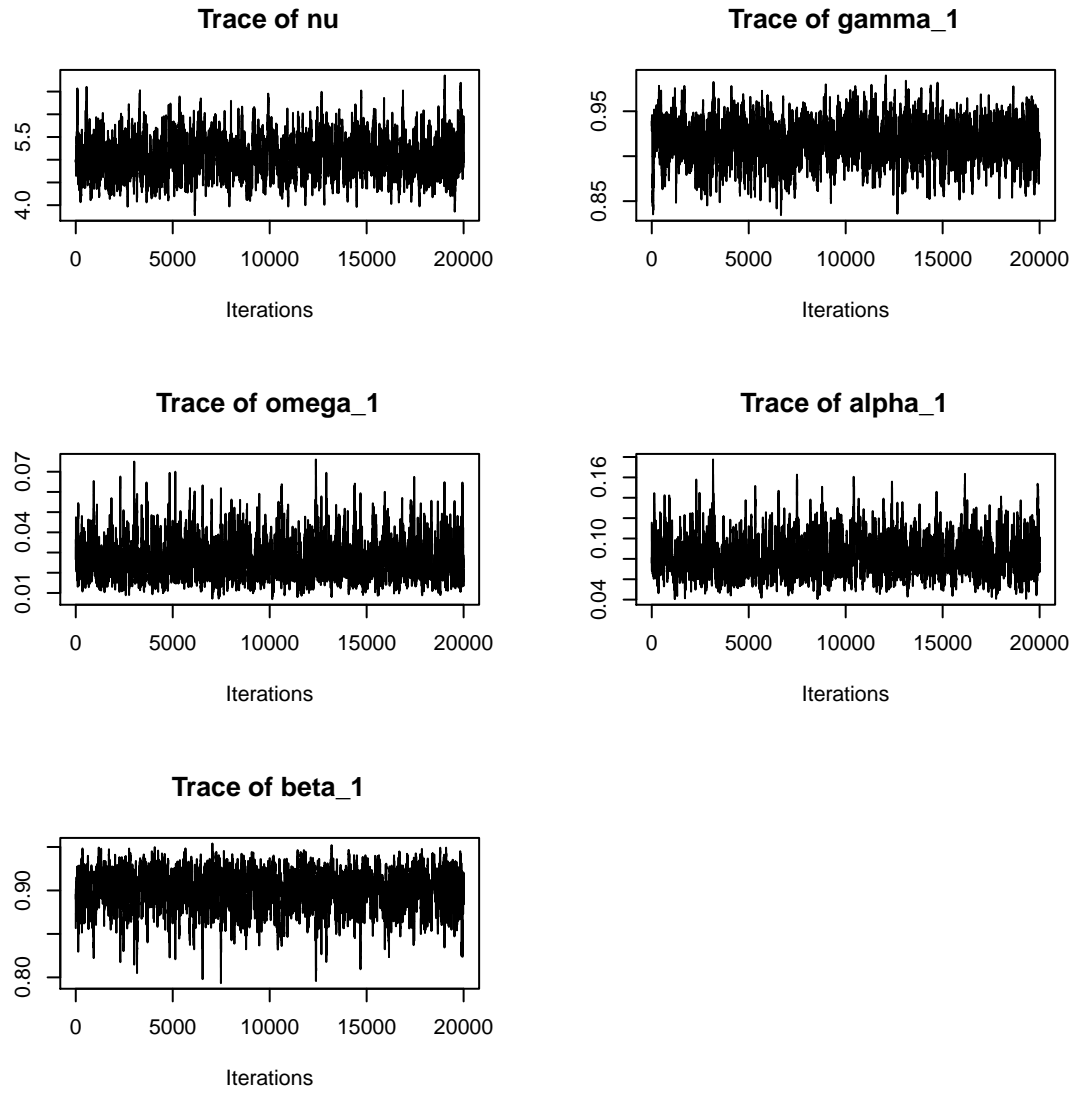 Trace of nu
4.0 5.5
0 5000 10000 15000 20000
Iterations
Trace of gamma_1
0.85 0.95
0 5000 10000 15000 20000
Iterations
Trace of omega_1
0.01 0.04 0.07
0 5000 10000 15000 20000
Iterations
Trace of alpha_1
0.04 0.10 0.16
0 5000 10000 15000 20000
Iterations
Trace of beta_1
0.80 0.90
0 5000 10000 15000 20000
Iterations